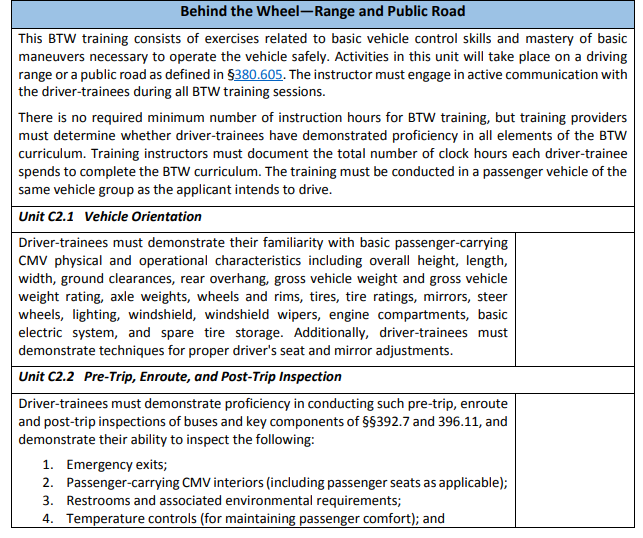 Behind the Wheel—Range and Public Road
This BTW training consists of exercises related to basic vehicle control skills and mastery of basic
maneuvers necessary to operate the vehicle safely. Activities in this unit will take place on a driving
range or a public road as defined in §380.605. The instructor must engage in active communication with
the driver-trainees during all BTW training sessions.
There is no required minimum number of instruction hours for BTW training, but training providers
must determine whether driver-trainees have demonstrated proficiency in all elements of the BTW
curriculum. Training instructors must document the total number of clock hours each driver-trainee
spends to complete the BTW curriculum. The training must be conducted in a passenger vehicle of the
same vehicle group as the applicant intends to drive.
Unit C2.1 Vehicle Orientation
Driver-trainees must demonstrate their familiarity with basic passenger-carrying
CMV physical and operational characteristics including overall height, length,
width, ground clearances, rear overhang, gross vehicle weight and gross vehicle
weight rating, axle weights, wheels and rims, tires, tire ratings, mirrors, steer
wheels, lighting, windshield, windshield wipers, engine compartments, basic
electric system, and spare tire storage. Additionally, driver-trainees must
demonstrate techniques for proper driver's seat and mirror adjustments.
Unit C2.2 Pre-Trip, Enroute, and Post-Trip Inspection
Driver-trainees must demonstrate proficiency in conducting such pre-trip, enroute
and post-trip inspections of buses and key components of §§392.7 and 396.11, and
demonstrate their ability to inspect the following:
1. Emergency exits;
2. Passenger-carrying CMV interiors (including passenger seats as applicable);
3. Restrooms and associated environmental requirements;
4. Temperature controls (for maintaining passenger comfort); and